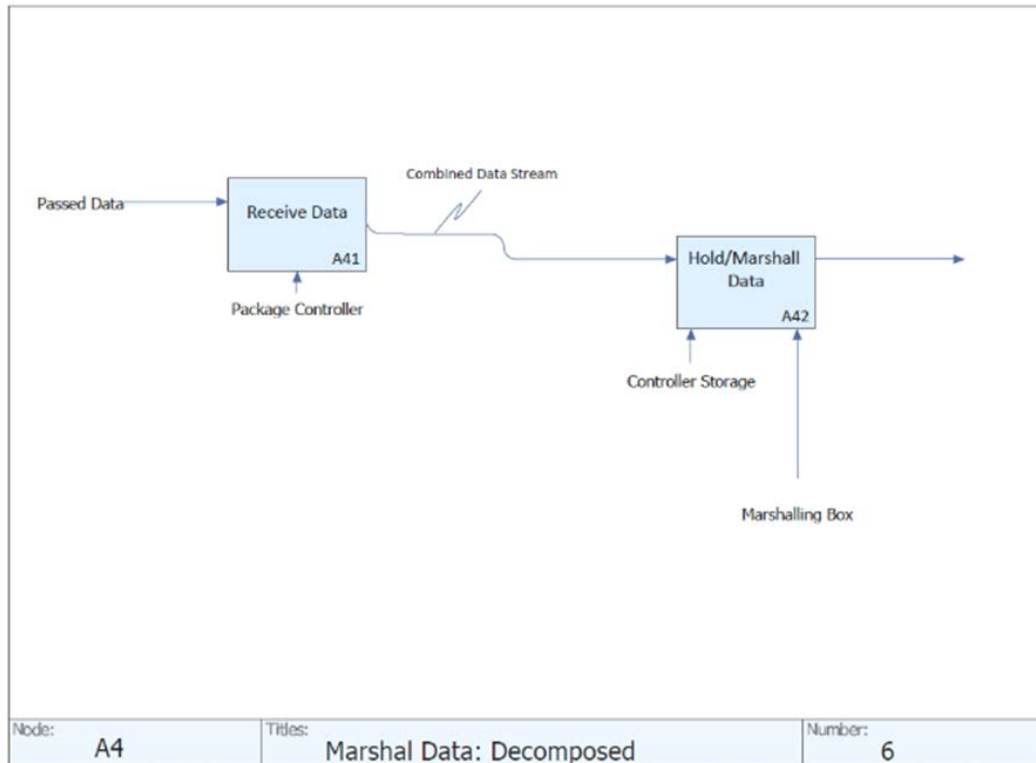 Combined Data Stream
Passed Data
Receive Data
A41
Package Controller
Hold/Marshall
Data
A42
Controller Storage
Marshalling Box
Node:
A4
Titles:
Marshal Data: Decomposed
Number:
6